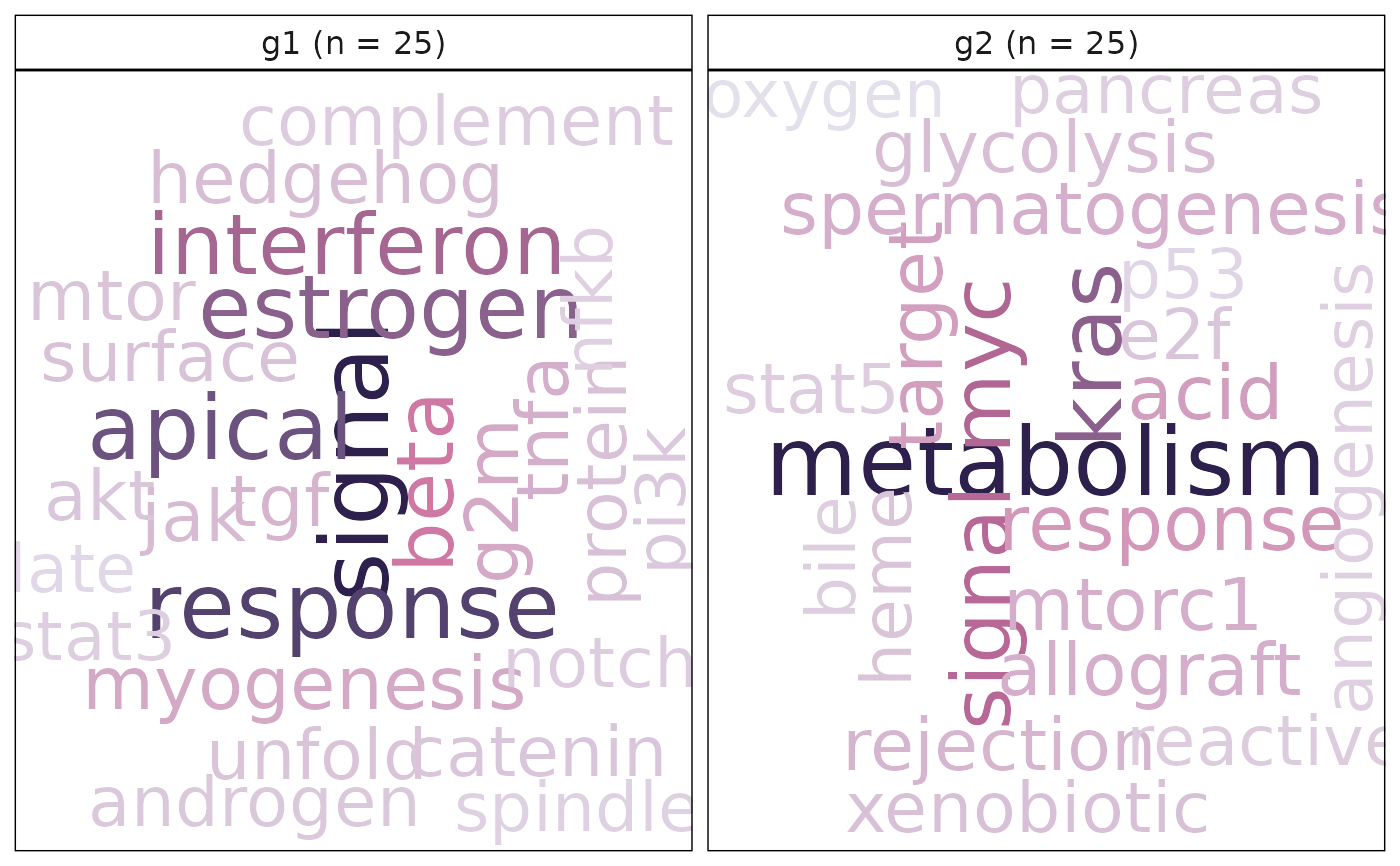 g1 (n = 25)
complement
hedgehog
interferon
nfkb
mtor
estrogen
surface
signal
tnfa
protein
apical
beta
g2m
pi3k
akt
jak
tgf
late
response
stat3
notch
myogenesis
unfold
catenin
androgen
spindle
g2 (n = 25)
oxygen
pancreas
glycolysis
spermatogenesis
target
p53
myc
kras
e2f
angiogenesis
stat5
acid
metabolism
bile
heme
signal
response
mtorc1
allograft
rejection
reactive
xenobiotic